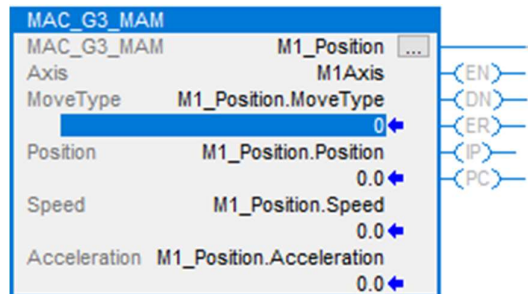 MAC_G3_MAM
MAC_G3_MAM M1_Position ...
Axis M1Axis
MoveType M1_Position.MoveType
0
Position M1_Position.Position
0.0
Speed M1_Position.Speed
0.0
Acceleration M1_Position.Acceleration
0.0
EN
DN
ER
IP
PC